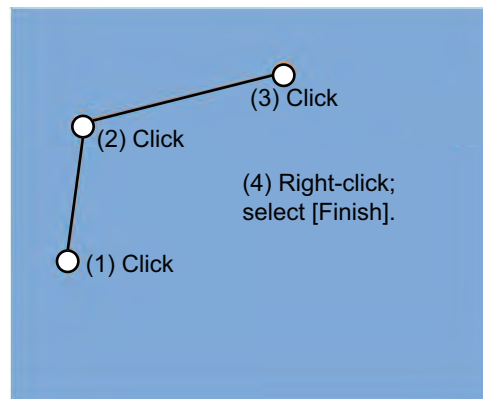 (3) Click
(2) Click
(4) Right-click;
select [Finish].
(1) Click